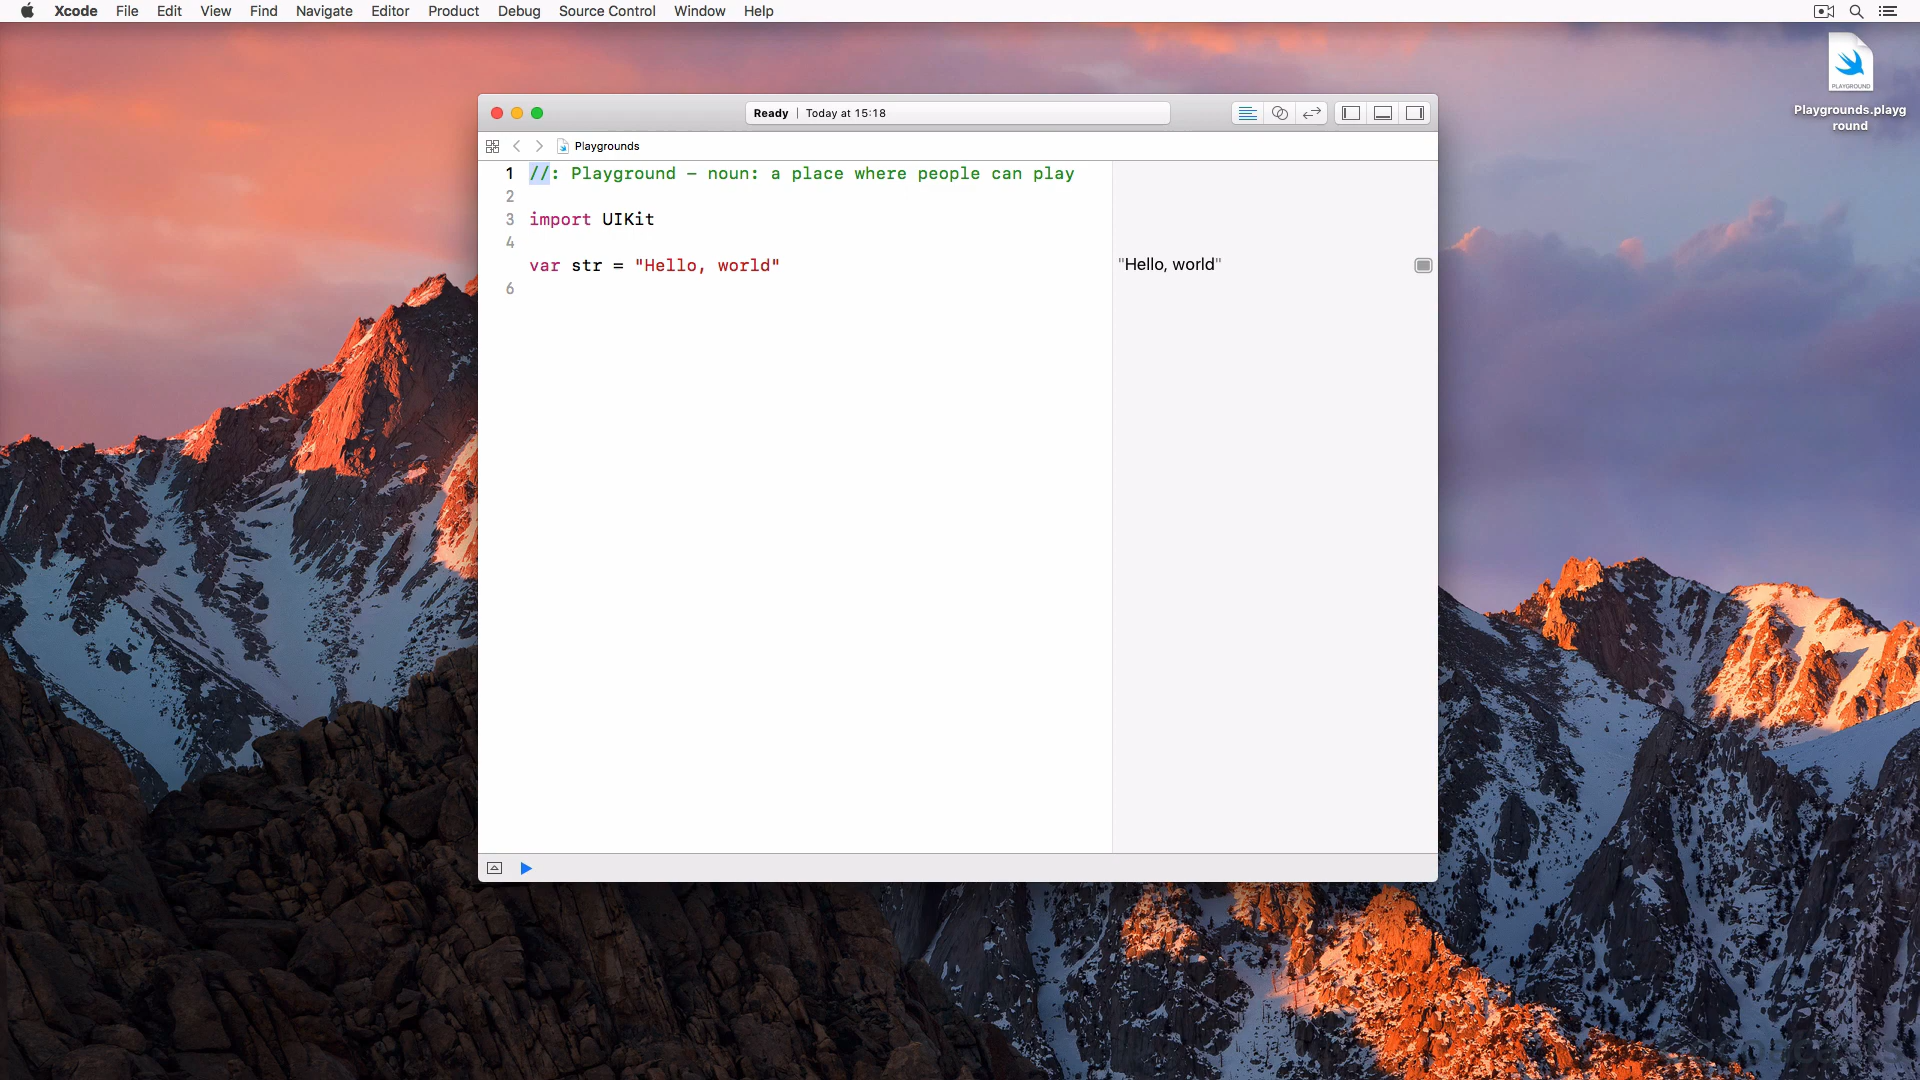 Xcode File Edit View Find Navigate Editor Product Debug Source Control Window Help
PLAYGROUND
Playgrounds.playg
round
Ready | Today at 15:18
Playgrounds
1 //: Playground – noun: a place where people can play
2
3 import UIKit
4
var str = "Hello, world" "Hello, world"
6